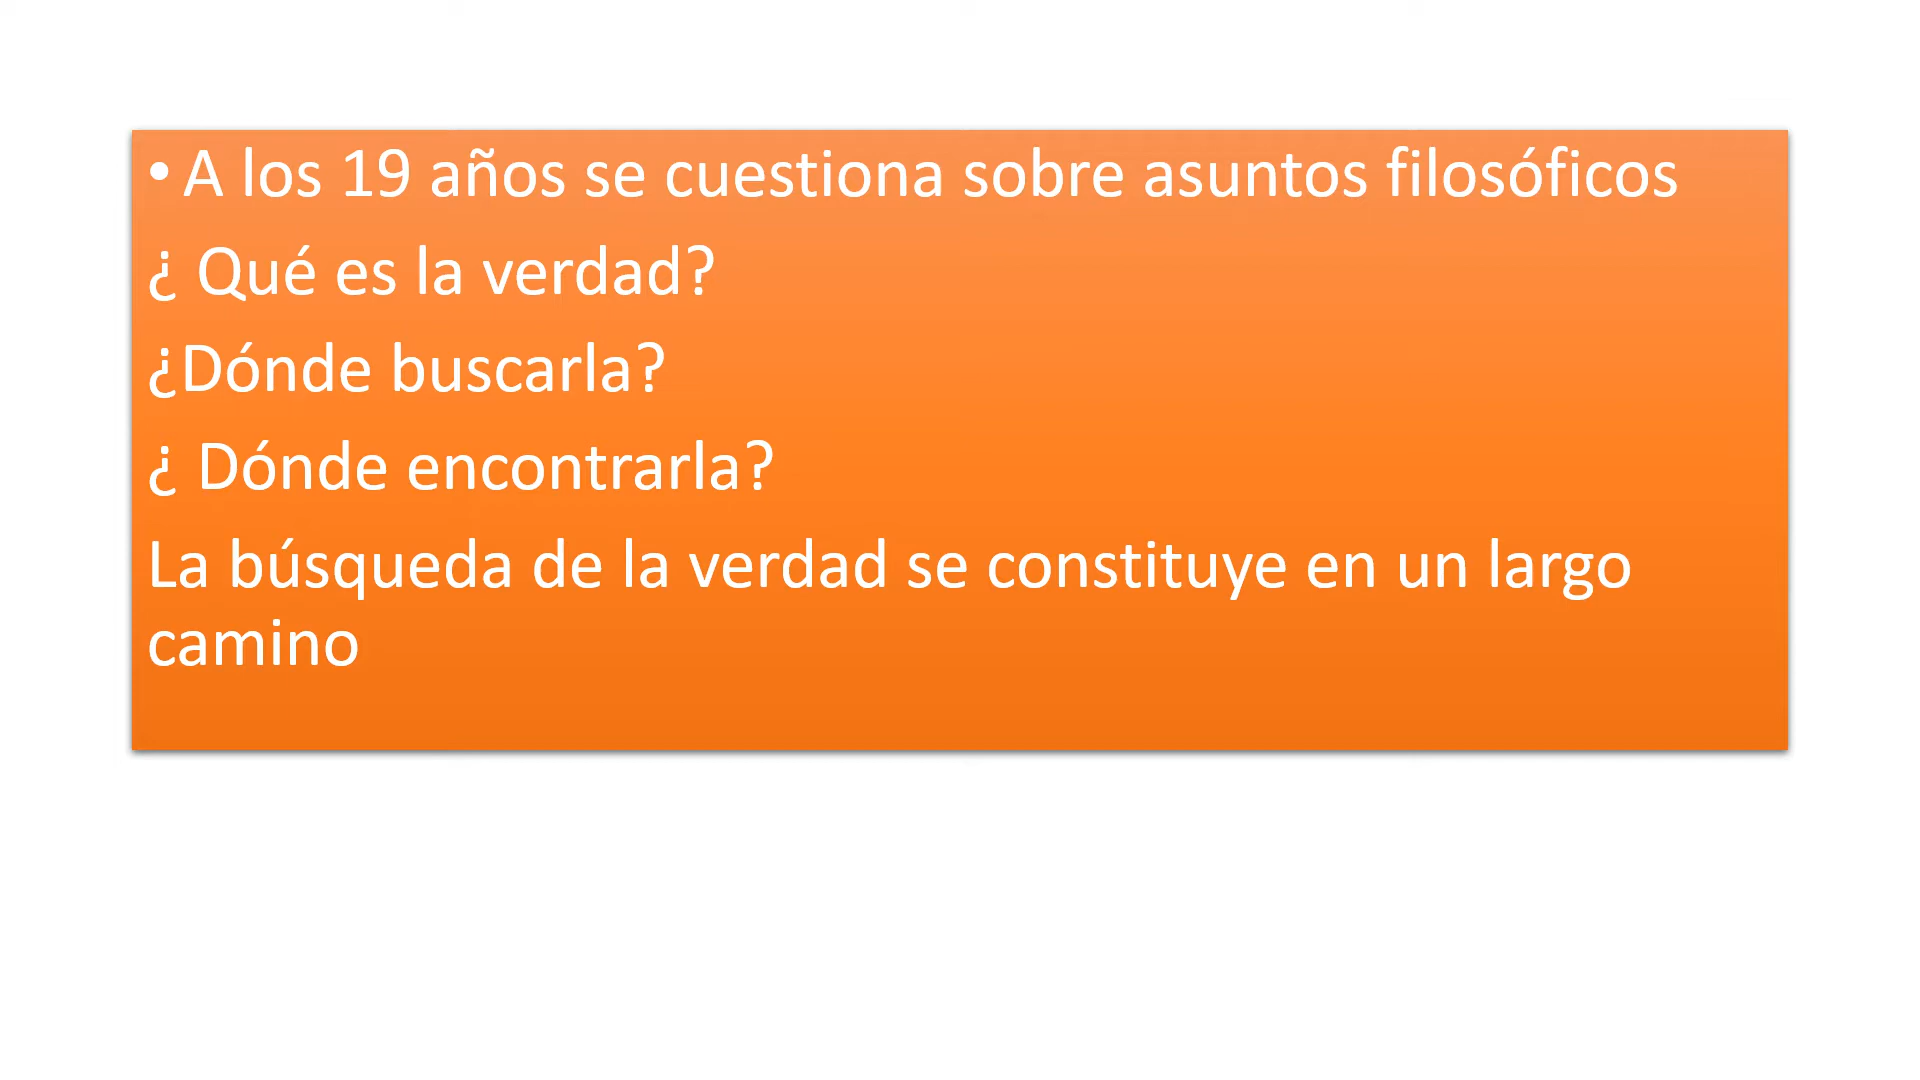 • A los 19 años se cuestiona sobre asuntos filosóficos
¿ Qué es la verdad?
¿Dónde buscarla?
¿ Dónde encontrarla?
La búsqueda de la verdad se constituye en un largo
camino